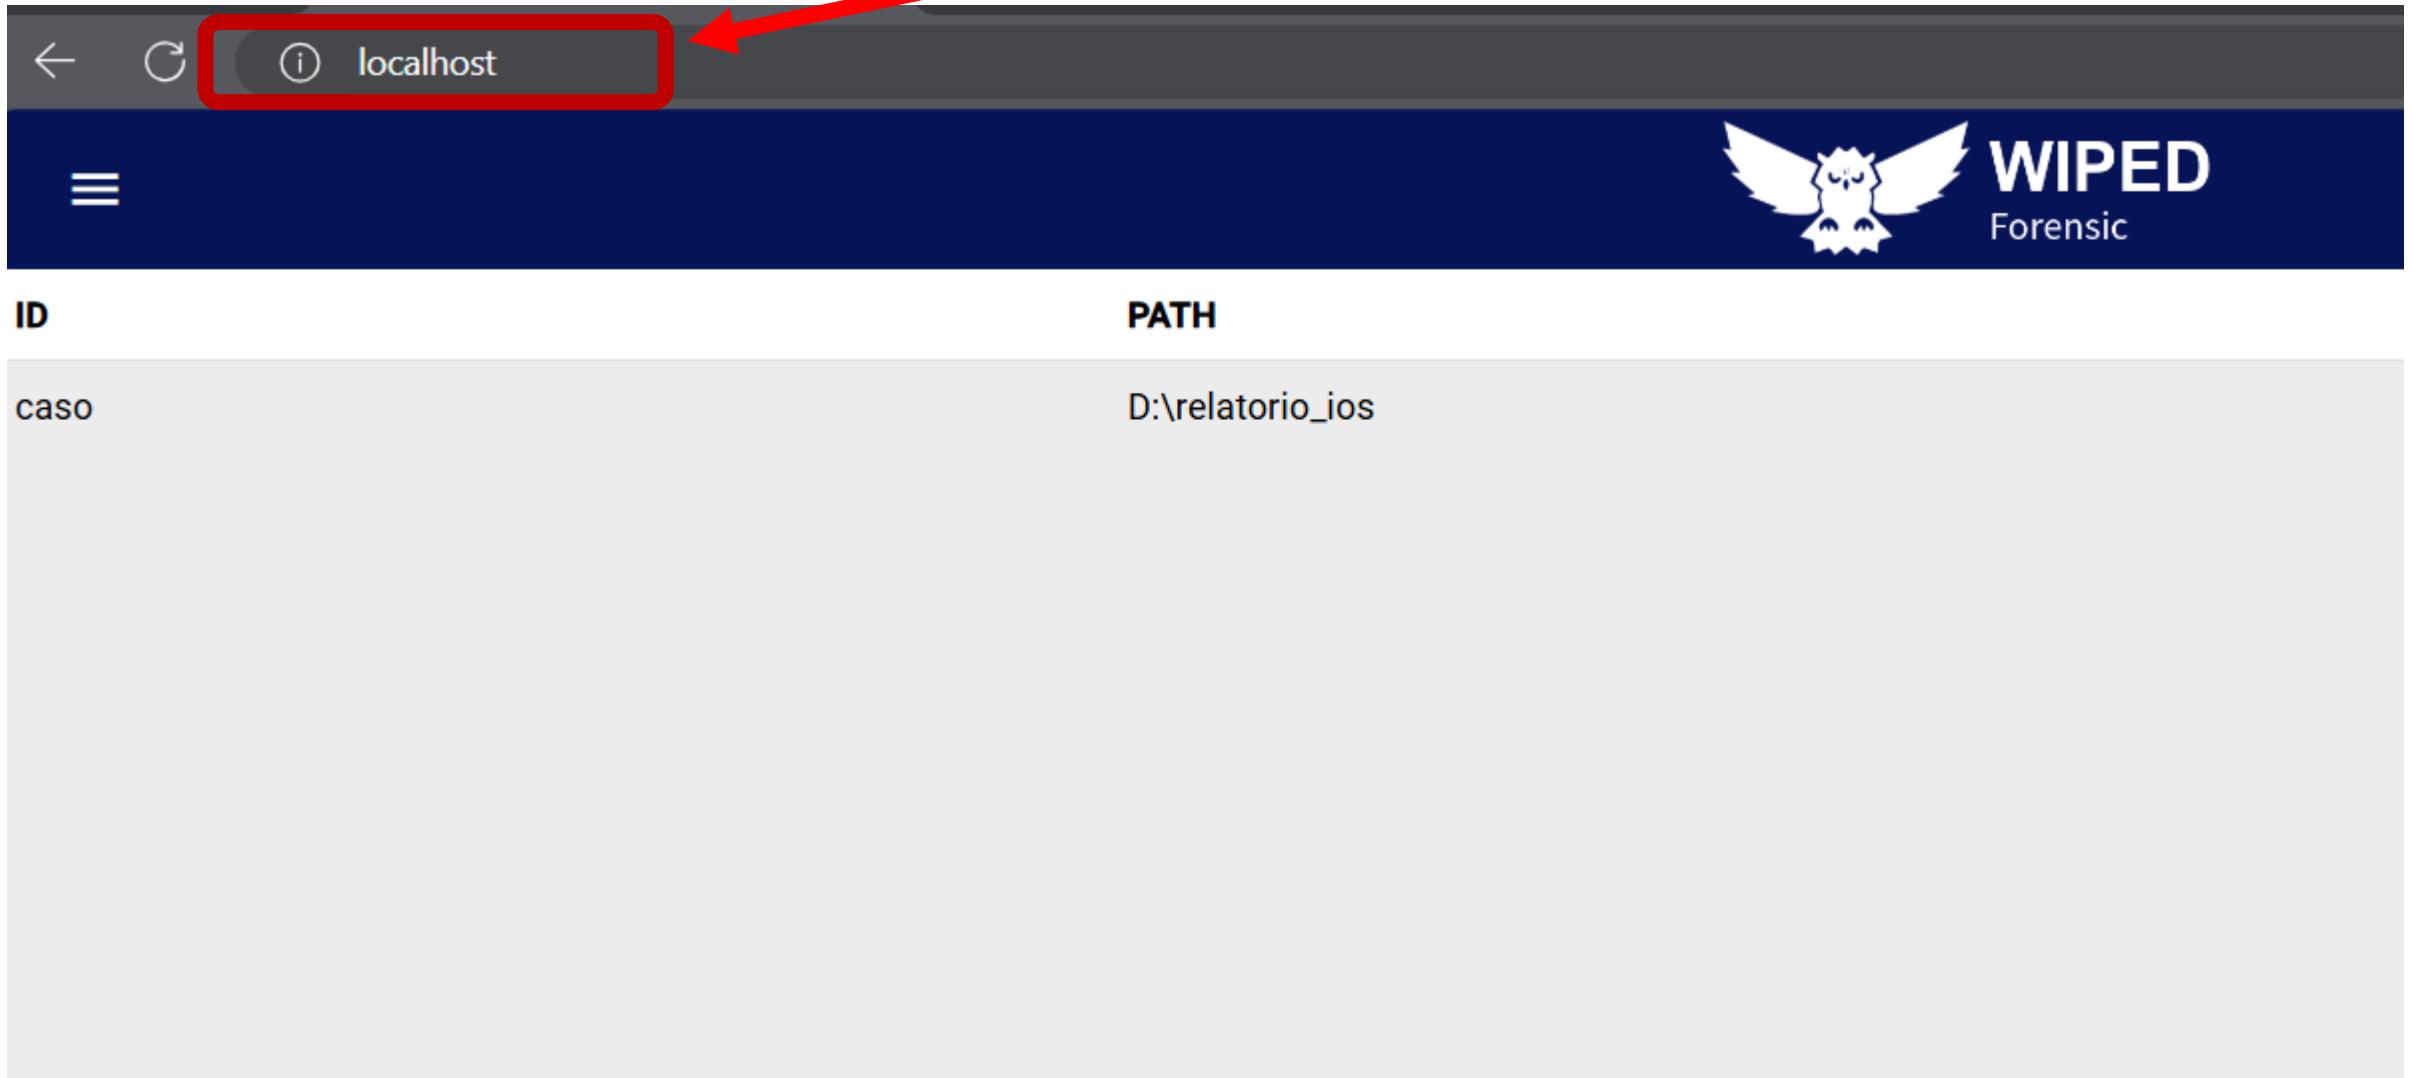 localhost
WIPED
Forensic
ID PATH
caso D:\relatorio_ios